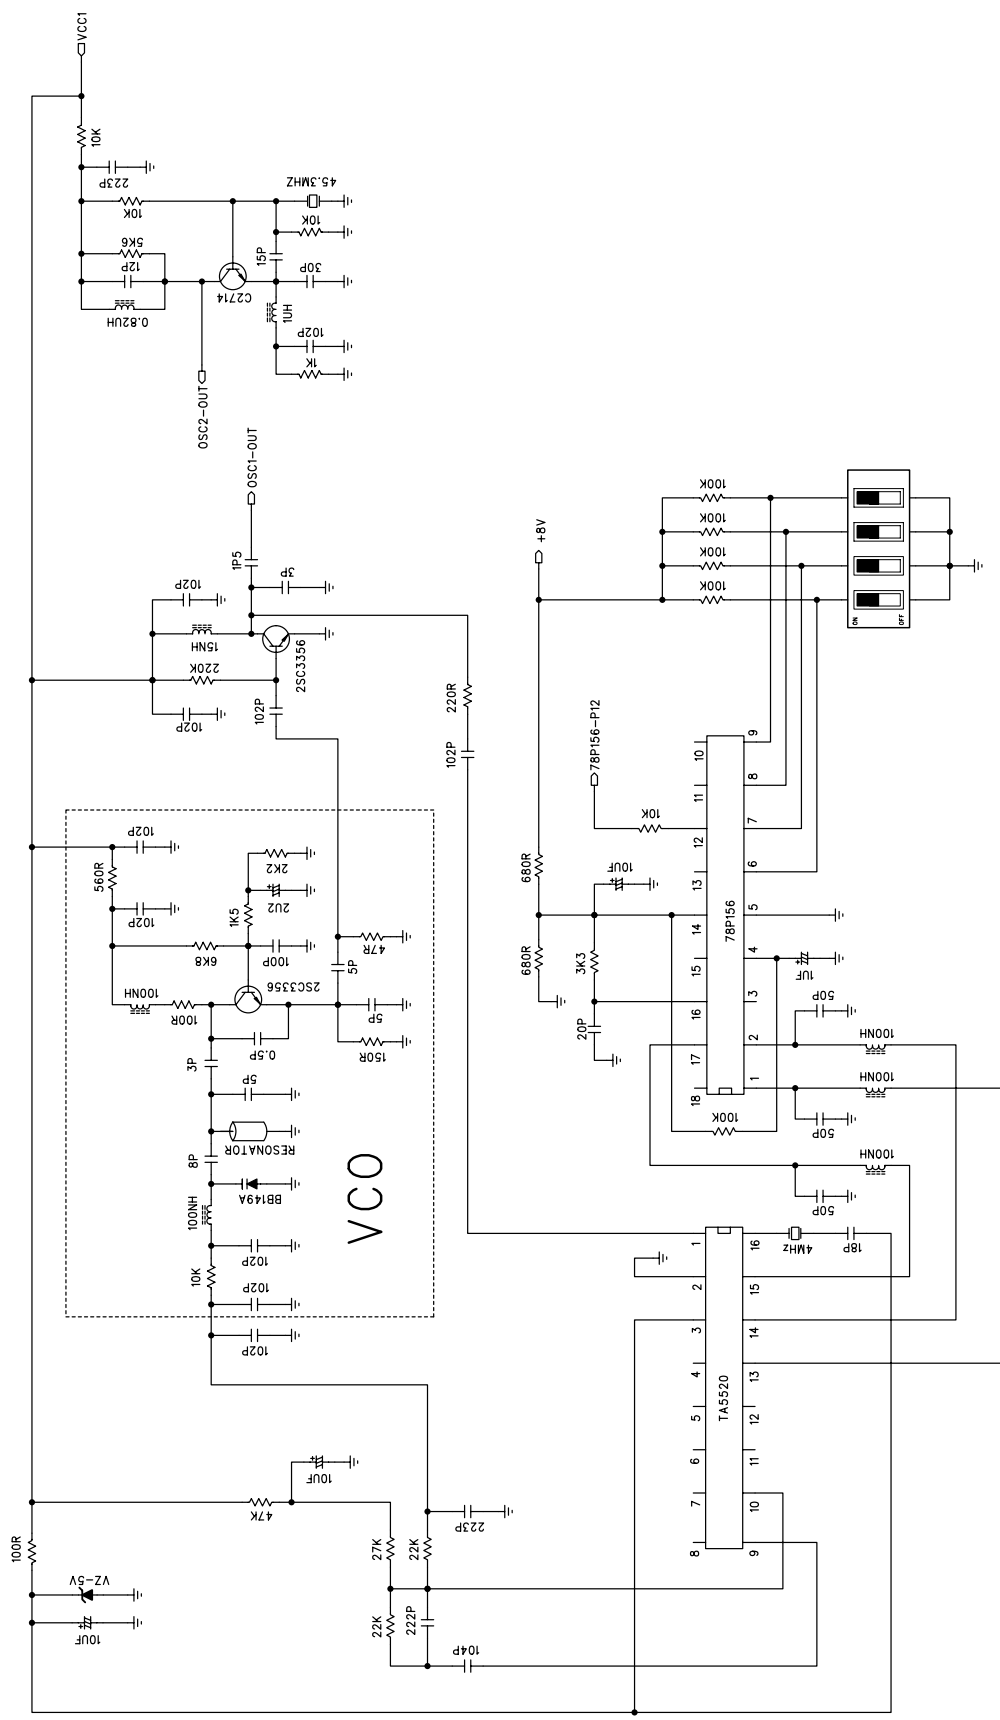 VCC1
10K
223P
10K
5K6
12P
0.82UH
C2714
15P
10K
45.3MHZ
30P
1UH
102P
1K
OSC2-OUT
OSC1-OUT
1P5
3P
102P
15NH
220K
102P
2SC3356
102P
220R
102P
+8V
100K
100K
100K
100K
ON
OFF
78P156-P12
10K
680R
10UF
680R
3K3
20P
10
11
12
13
14
15
16
17
18
78P156
9
8
7
6
5
4
3
2
1
1UF
100K
50P
100NH
50P
100NH
50P
100NH
560R
102P
102P
2K2
2U2
1K5
6K8
100P
2SC3356
100NH
100R
0.5P
3P
5P
47R
5P
150R
5P
RESONATOR
8P
BB149A
100NH
102P
10K
102P
VCO
102P
1
2
3
4
5
6
7
8
TA5520
16
15
14
13
12
11
10
9
4MHz
18P
10UF
47K
223P
27K
22K
22K
222P
104P
100R
VZ-5V
10UF